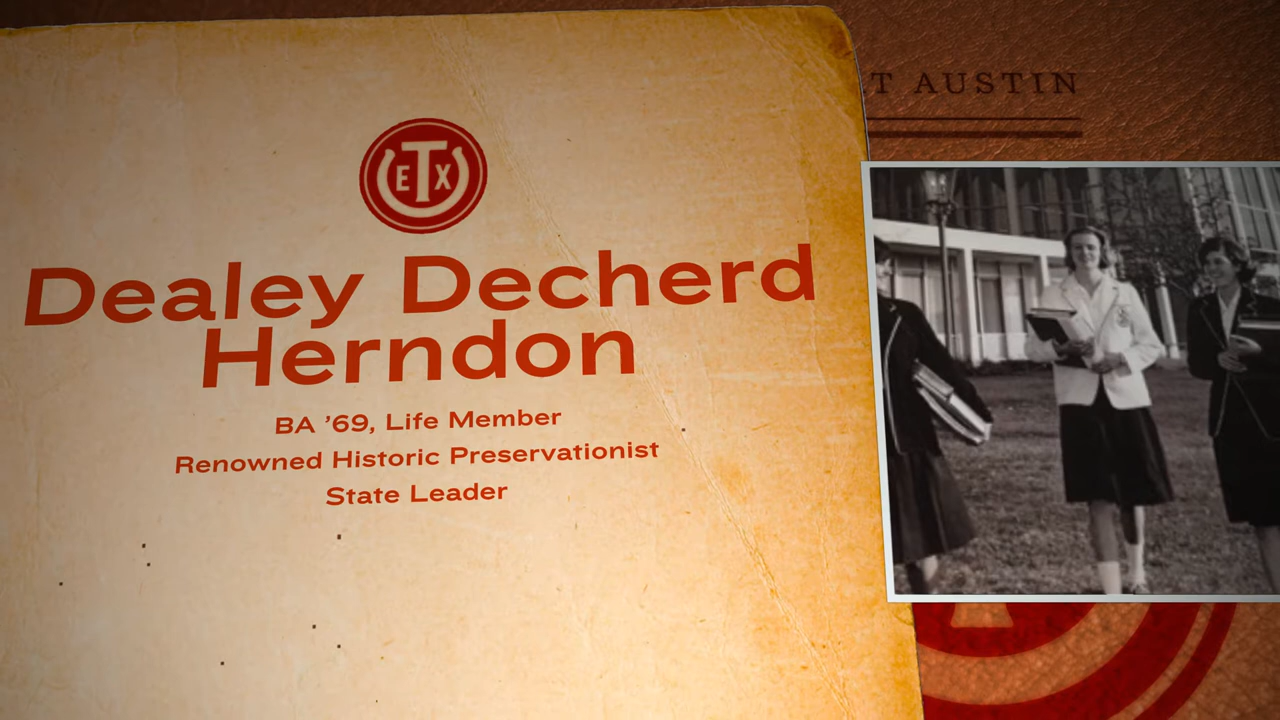 T AUSTIN
ETX
Dealey Decherd
Herndon
BA ’69, Life Member
Renowned Historic Preservationist
State Leader